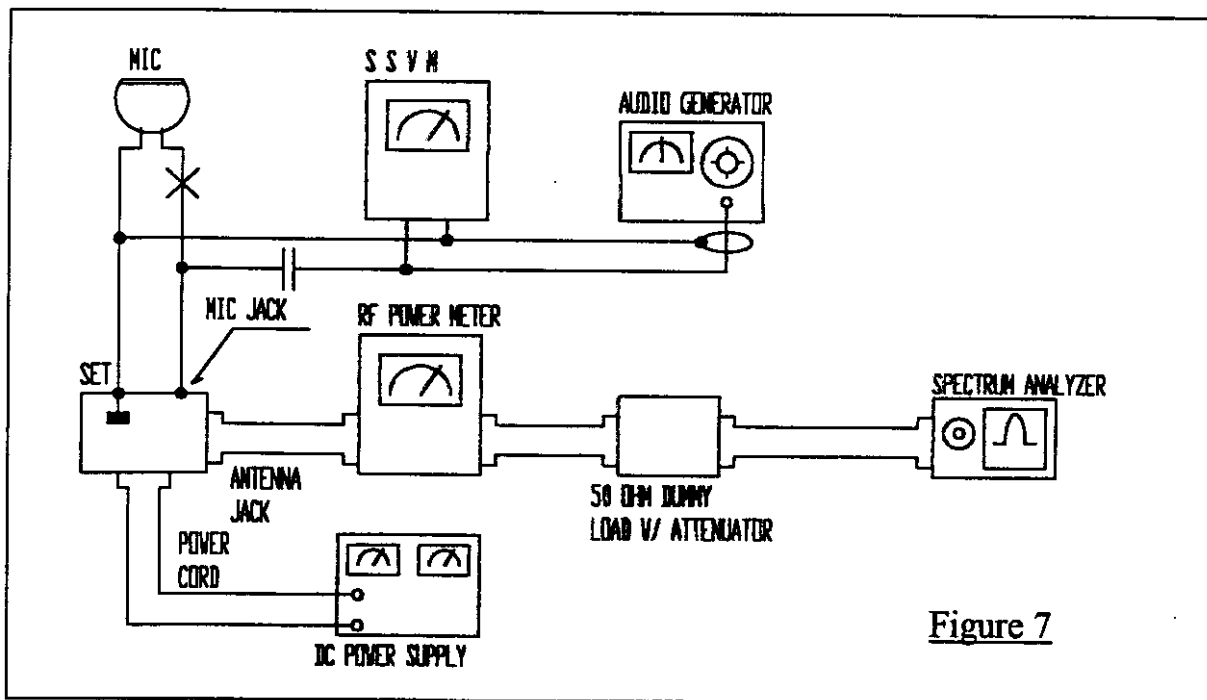 MIC
S S V M
AUDIO GENERATOR
MIC JACK
RF POWER METER
SET
SPECTRUM ANALYZER
ANTENNA
JACK
50 OHM DUMMY
LOAD W/ ATTENUATOR
POWER
CORD
DC POWER SUPPLY
Figure 7